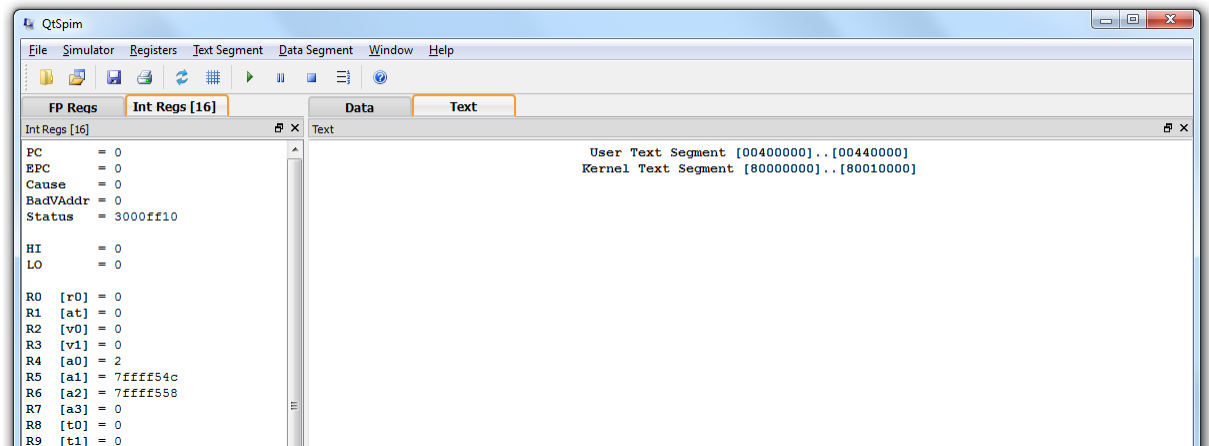 QtSpim
File Simulator Registers Text Segment Data Segment Window Help
FP Regs Int Regs [16] Data Text
Int Regs [16] Text
PC = 0
EPC = 0
Cause = 0
BadVAddr = 0
Status = 3000ff10
HI = 0
LO = 0
R0 [r0] = 0
R1 [at] = 0
R2 [v0] = 0
R3 [v1] = 0
R4 [a0] = 2
R5 [a1] = 7ffff54c
R6 [a2] = 7ffff558
R7 [a3] = 0
R8 [t0] = 0
R9 [t1] = 0
User Text Segment [00400000]..[00440000]
Kernel Text Segment [80000000]..[80010000]